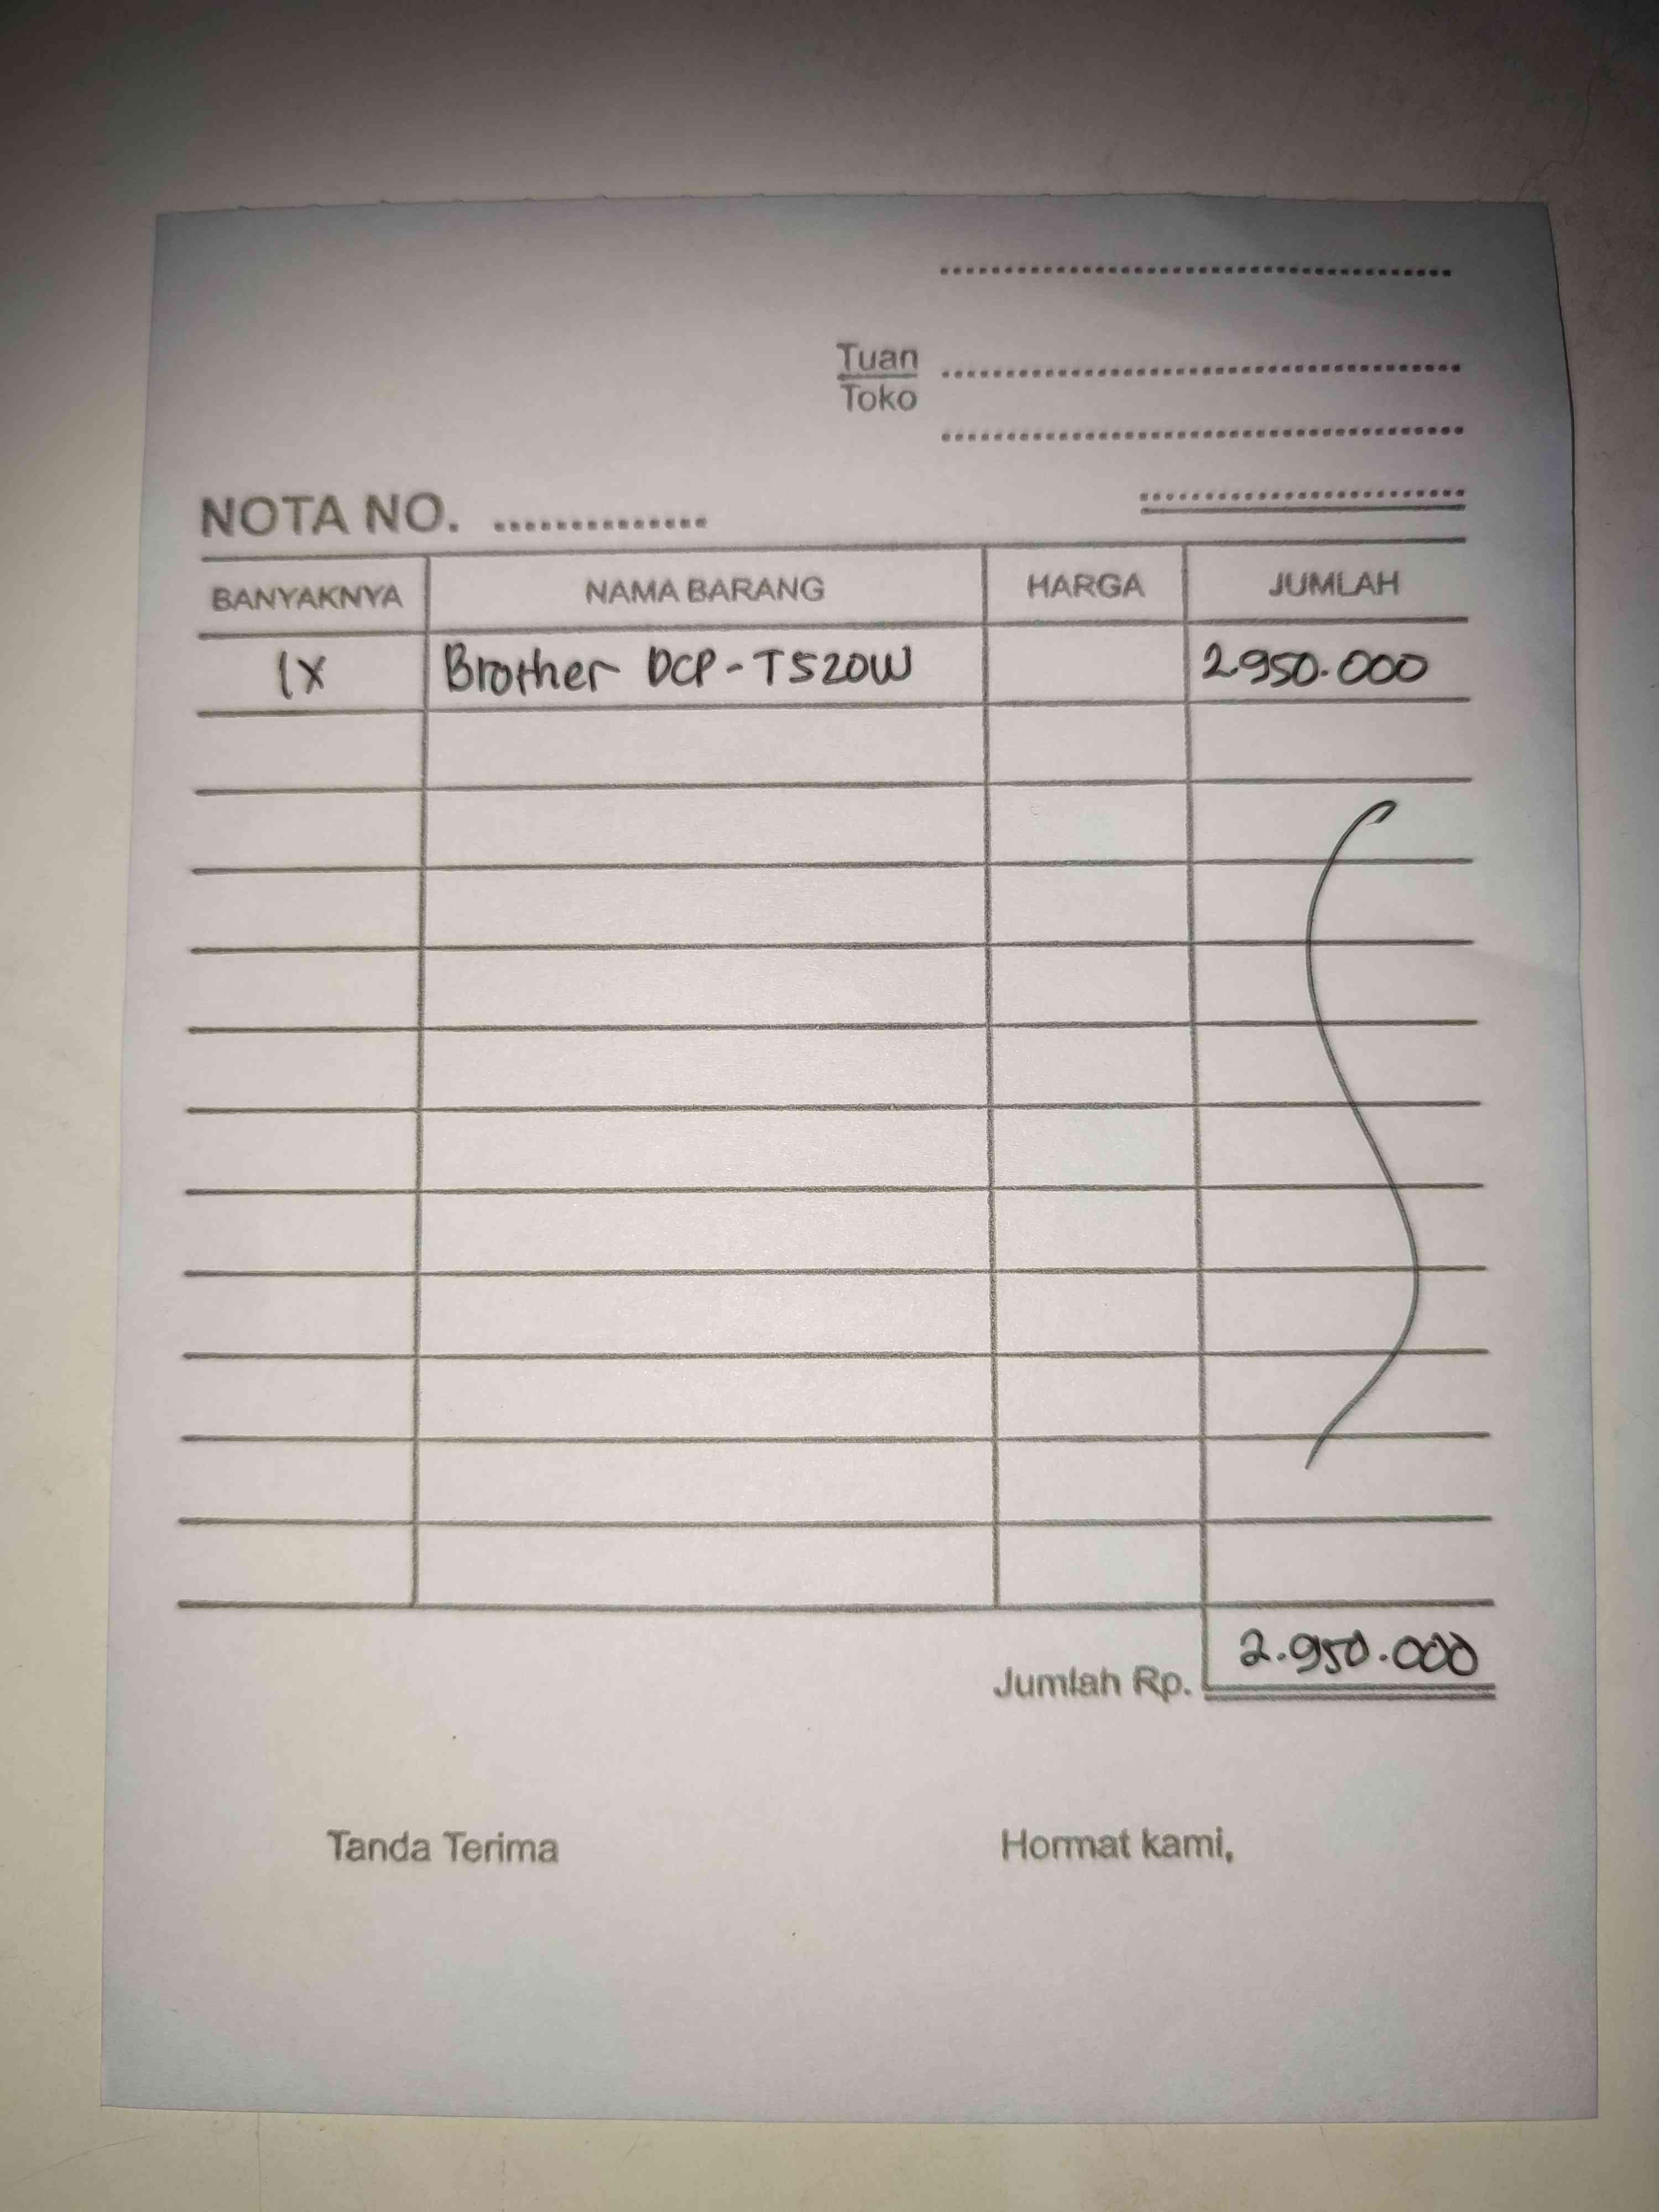 Tuan
Toko
NOTA NO. ..............
BANYAKNYA NAMA BARANG HARGA JUMLAH
1X Brother DCP-T520W 2.950.000
Jumlah Rp. 2.950.000
Tanda Terima Hormat kami,